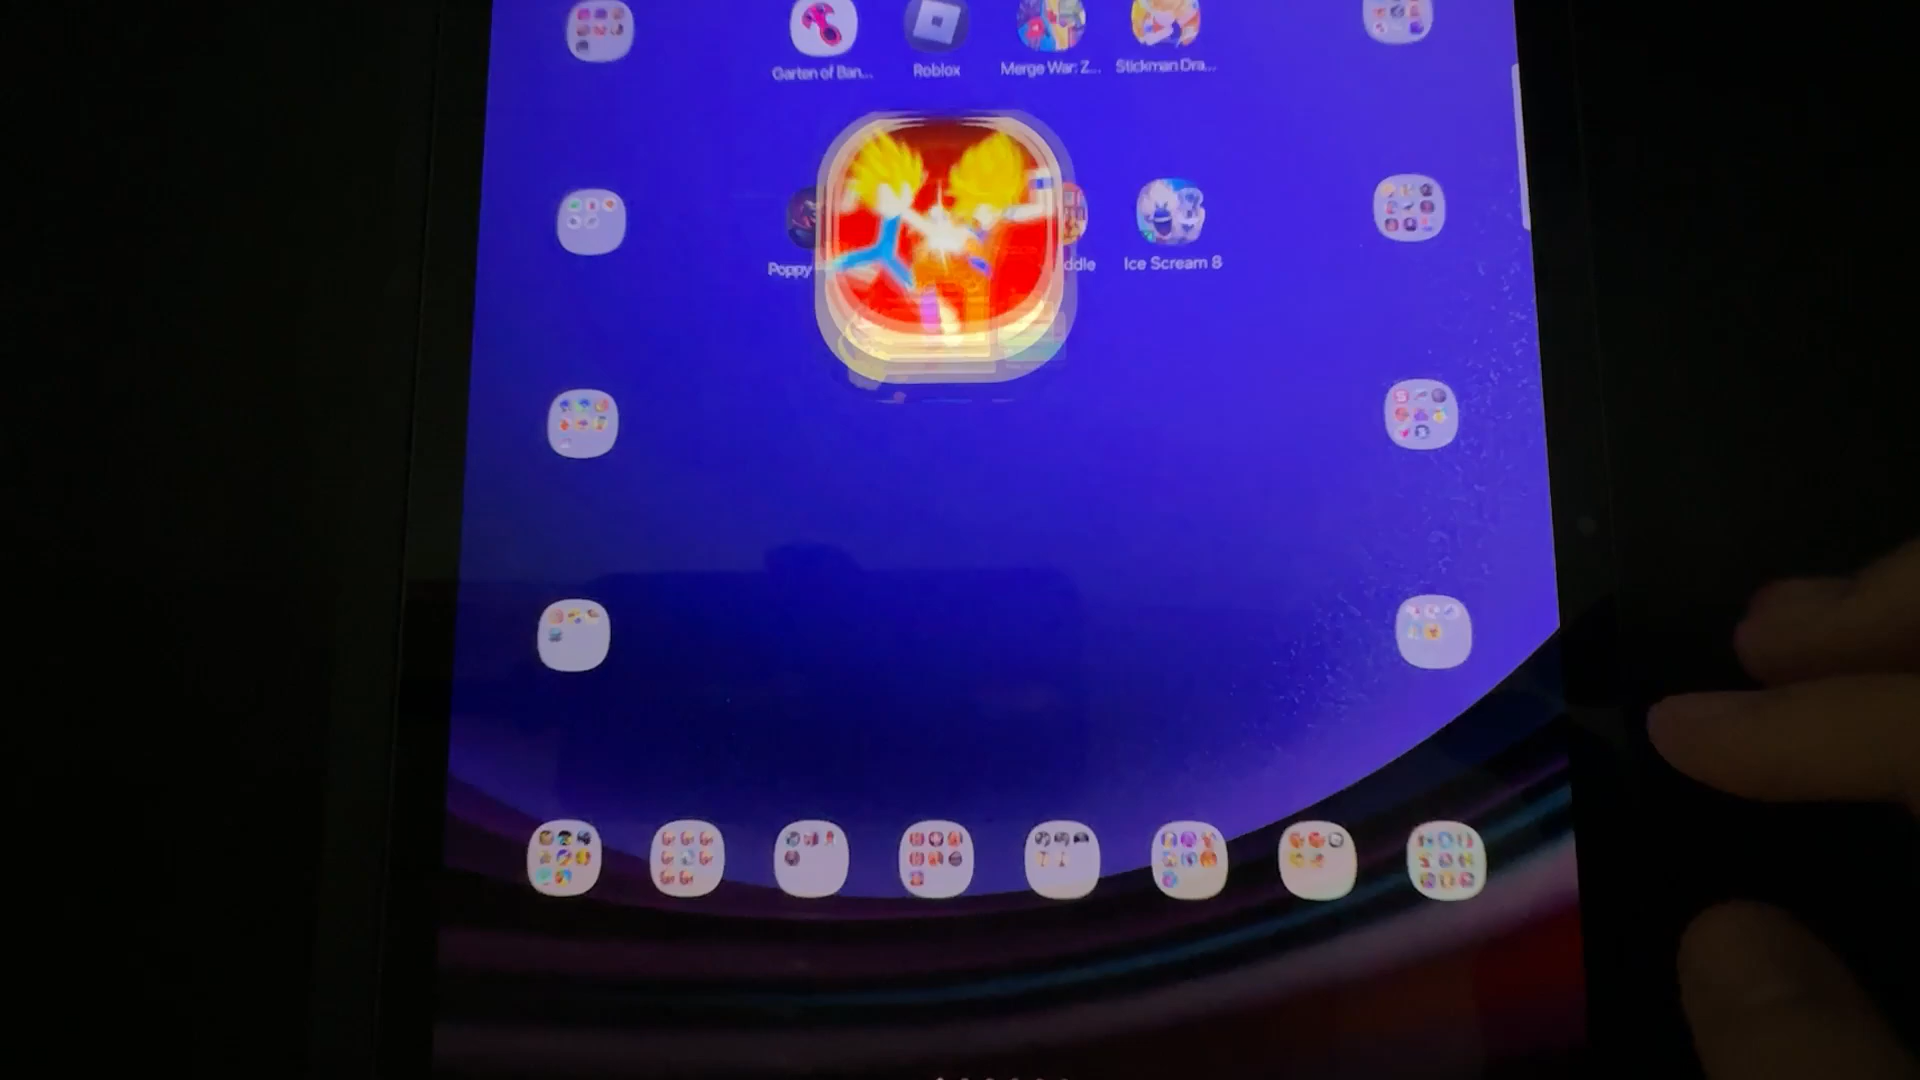 Garten of Ban...
Roblox
Merge War: Z...
Stickman Dra...
Poppy
ddle
Ice Scream 8